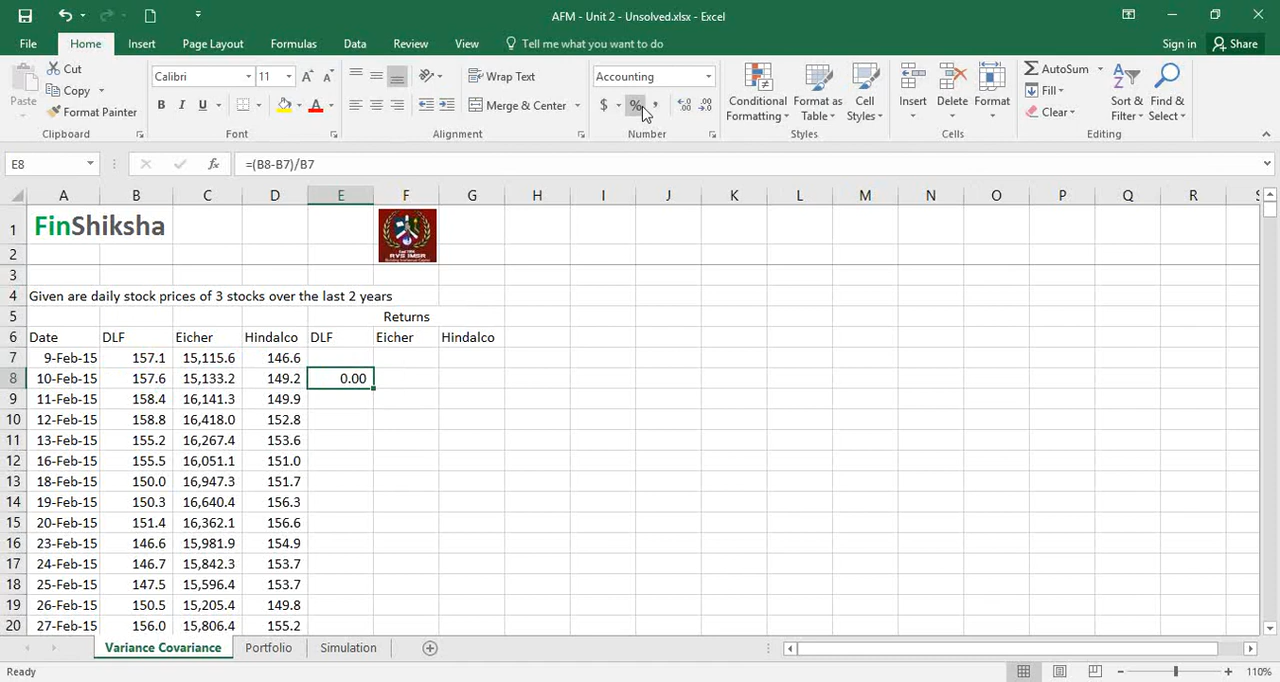 AFM - Unit 2 - Unsolved.xlsx - Excel
File Home Insert Page Layout Formulas Data Review View Tell me what you want to do Sign in Share
Paste Cut Copy Format Painter Clipboard
Calibri 11 B I U A Font
Wrap Text Merge & Center Alignment
Accounting $ % , Number
Conditional Formatting Format as Table Cell Styles Styles
Insert Delete Format Cells
AutoSum Fill Clear Sort & Filter Find & Select Editing
E8 fx =(B8-B7)/B7
A B C D E F G H I J K L M N O P Q R S
1 FinShiksha RVS IMSR
2
3
4 Given are daily stock prices of 3 stocks over the last 2 years
5 Returns
6 Date DLF Eicher Hindalco DLF Eicher Hindalco
7 9-Feb-15 157.1 15,115.6 146.6
8 10-Feb-15 157.6 15,133.2 149.2 0.00
9 11-Feb-15 158.4 16,141.3 149.9
10 12-Feb-15 158.8 16,418.0 152.8
11 13-Feb-15 155.2 16,267.4 153.6
12 16-Feb-15 155.5 16,051.1 151.0
13 18-Feb-15 150.0 16,947.3 151.7
14 19-Feb-15 150.3 16,640.4 156.3
15 20-Feb-15 151.4 16,362.1 156.6
16 23-Feb-15 146.6 15,981.9 154.9
17 24-Feb-15 146.7 15,842.3 153.7
18 25-Feb-15 147.5 15,596.4 153.7
19 26-Feb-15 150.5 15,205.4 149.8
20 27-Feb-15 156.0 15,806.4 155.2
Variance Covariance Portfolio Simulation
Ready 110%